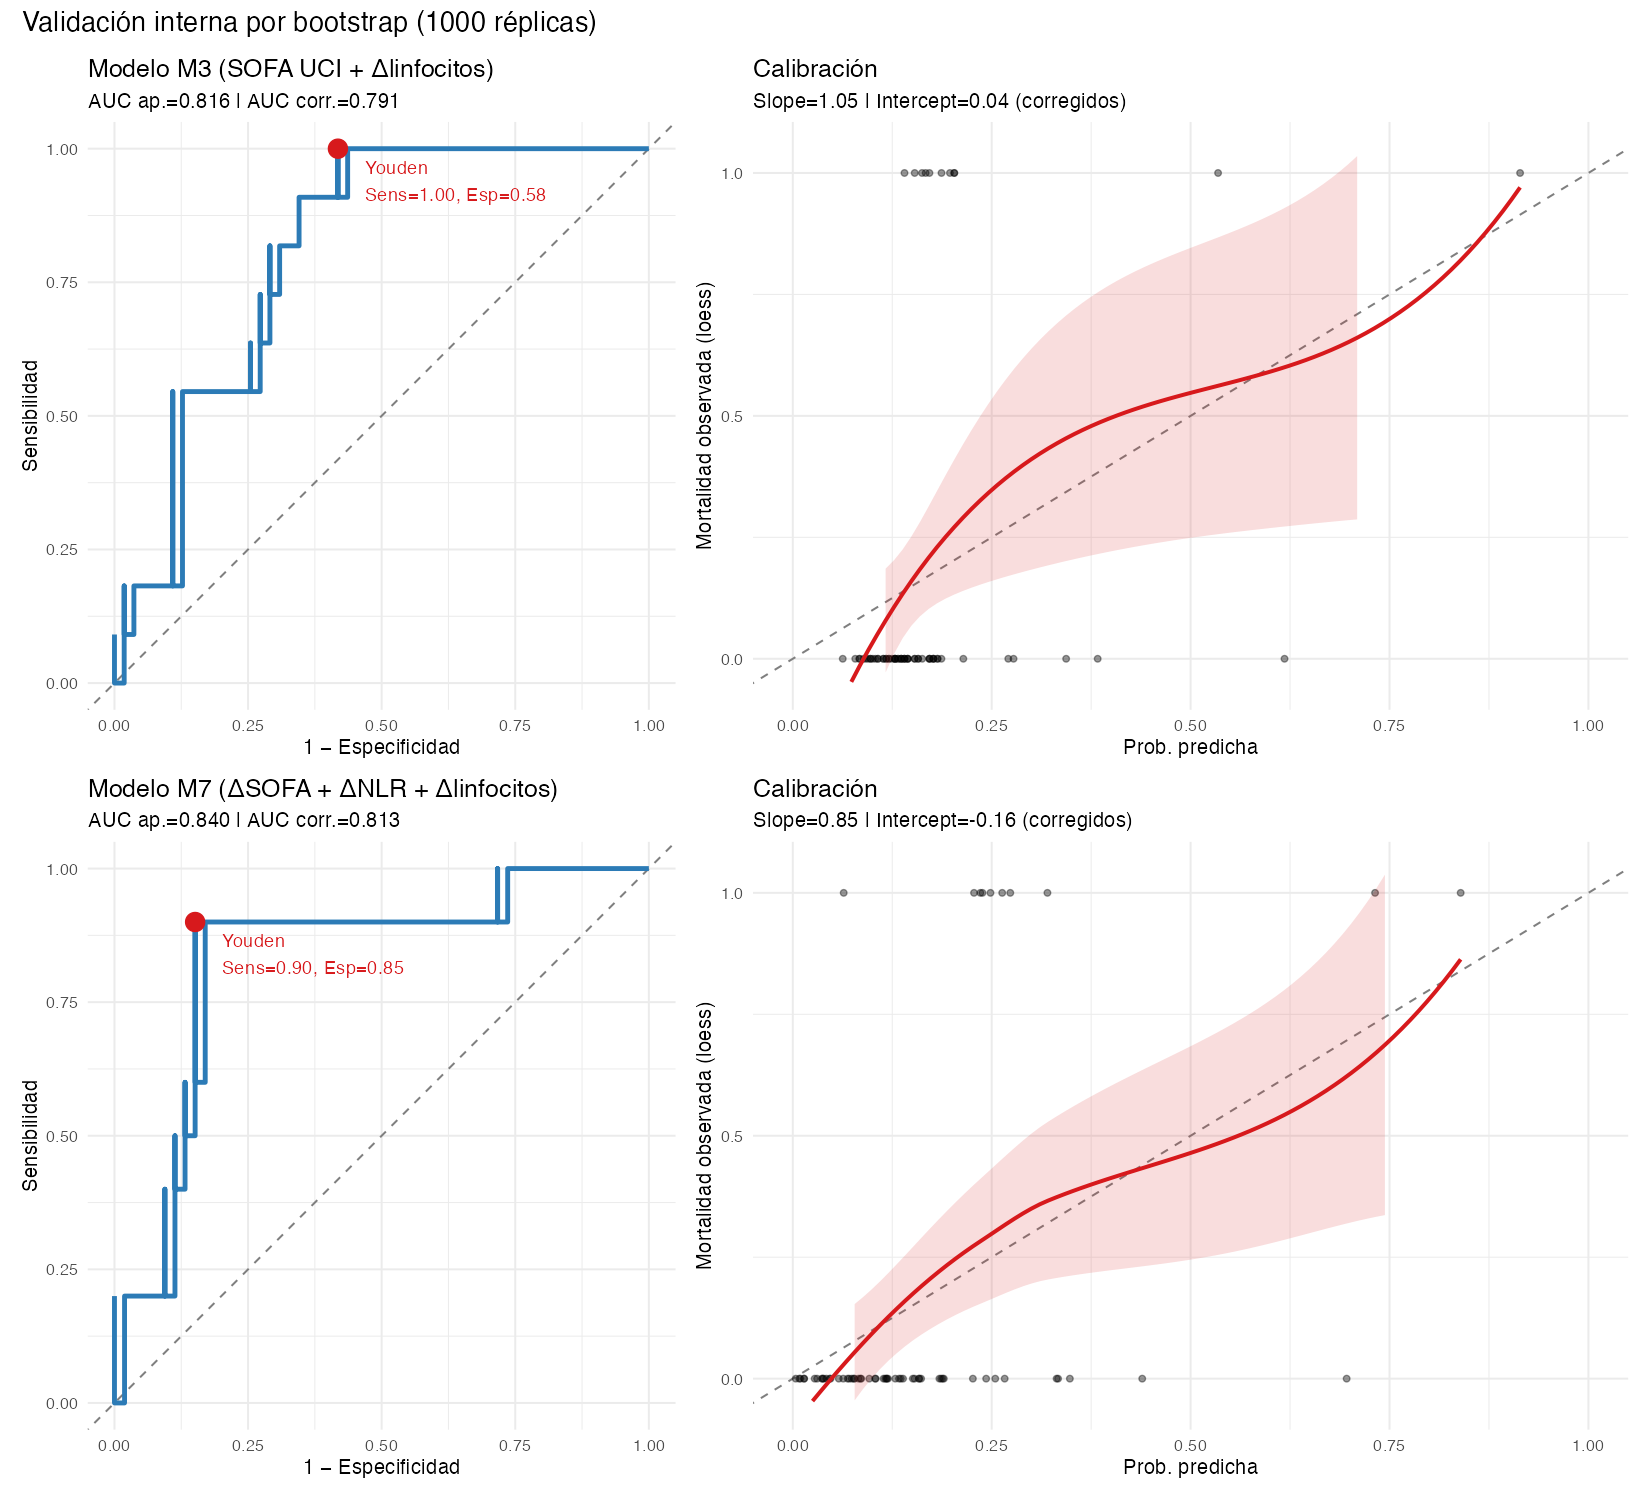 Validación interna por bootstrap (1000 réplicas)
Modelo M3 (SOFA UCI + Δlinfocitos)
AUC ap.=0.816 | AUC corr.=0.791
1.00
0.75
0.50
0.25
0.00
Sensibilidad
Youden
Sens=1.00, Esp=0.58
0.00 0.25 0.50 0.75 1.00
1 − Especificidad
Calibración
Slope=1.05 | Intercept=0.04 (corregidos)
1.0
0.5
0.0
Mortalidad observada (loess)
0.00 0.25 0.50 0.75 1.00
Prob. predicha
Modelo M7 (ΔSOFA + ΔNLR + Δlinfocitos)
AUC ap.=0.840 | AUC corr.=0.813
1.00
0.75
0.50
0.25
0.00
Sensibilidad
Youden
Sens=0.90, Esp=0.85
0.00 0.25 0.50 0.75 1.00
1 − Especificidad
Calibración
Slope=0.85 | Intercept=-0.16 (corregidos)
1.0
0.5
0.0
Mortalidad observada (loess)
0.00 0.25 0.50 0.75 1.00
Prob. predicha